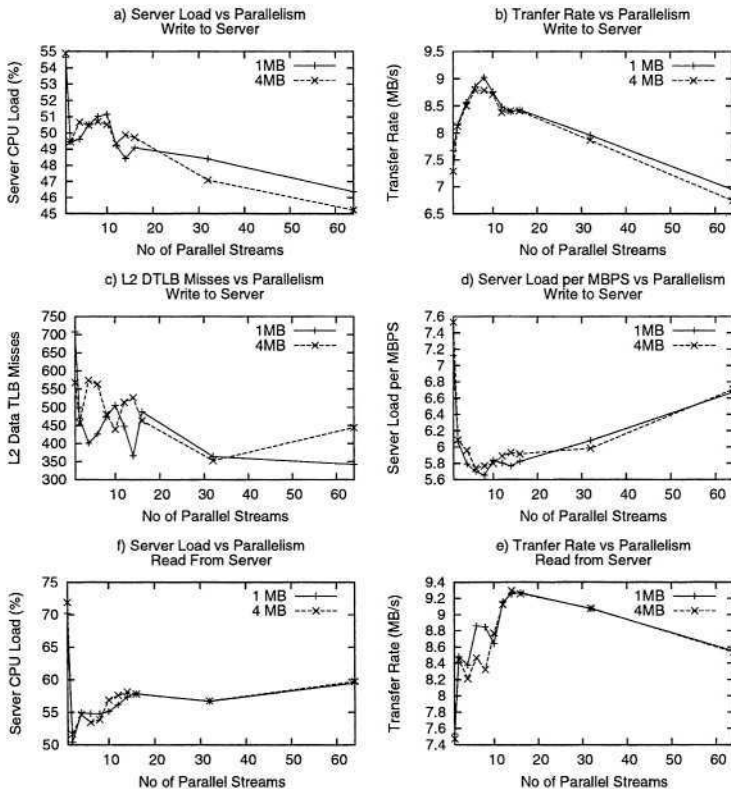 a) Server Load vs Parallelism
Write to Server
55
54
53
52
51
50
49
48
47
46
45
0 10 20 30 40 50 60
Server CPU Load (%)
No of Parallel Streams
1MB
4MB
b) Tranfer Rate vs Parallelism
Write to Server
9.5
9
8.5
8
7.5
7
6.5
0 10 20 30 40 50 60
Transfer Rate (MB/s)
No of Parallel Streams
1MB
4 MB
c) L2 DTLB Misses vs Parallelism
Write to Server
750
700
650
600
550
500
450
400
350
300
10 20 30 40 50 60
L2 Data TLB Misses
No of Parallel Streams
1MB
4MB
d) Server Load per MBPS vs Parallelism
Write to Server
7.6
7.4
7.2
7
6.8
6.6
6.4
6.2
6
5.8
5.6
0 10 20 30 40 50 60
Server Load per MBPS
No of Parallel Streams
1MB
4MB
f) Server Load vs Parallelism
Read From Server
75
70
65
60
55
50
0 10 20 30 40 50 60
Server CPU Load (%)
No of Parallel Streams
1 MB
4 MB
e) Tranfer Rate vs Parallelism
Read from Server
9.4
9.2
9
8.8
8.6
8.4
8.2
8
7.8
7.6
7.4
0 10 20 30 40 50 60
Transfer Rate (MB/s)
No of Parallel Streams
1MB
4MB